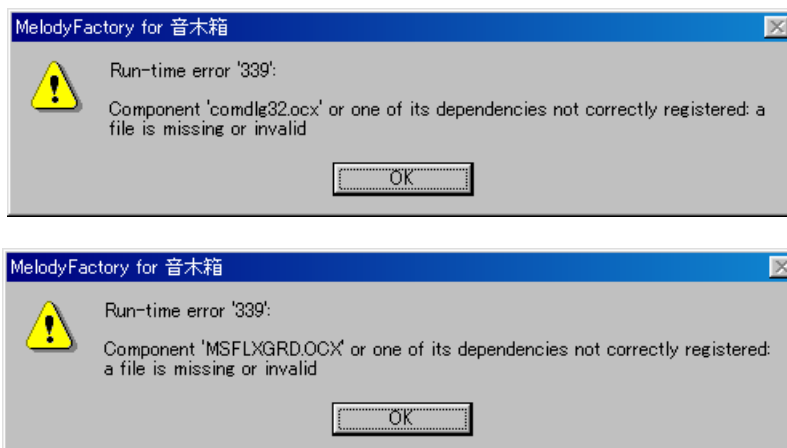 MelodyFactory for 音木箱
Run-time error '339':
Component 'comdlg32.ocx' or one of its dependencies not correctly registered: a
file is missing or invalid
OK
MelodyFactory for 音木箱
Run-time error '339':
Component 'MSFLXGRD.OCX' or one of its dependencies not correctly registered:
a file is missing or invalid
OK